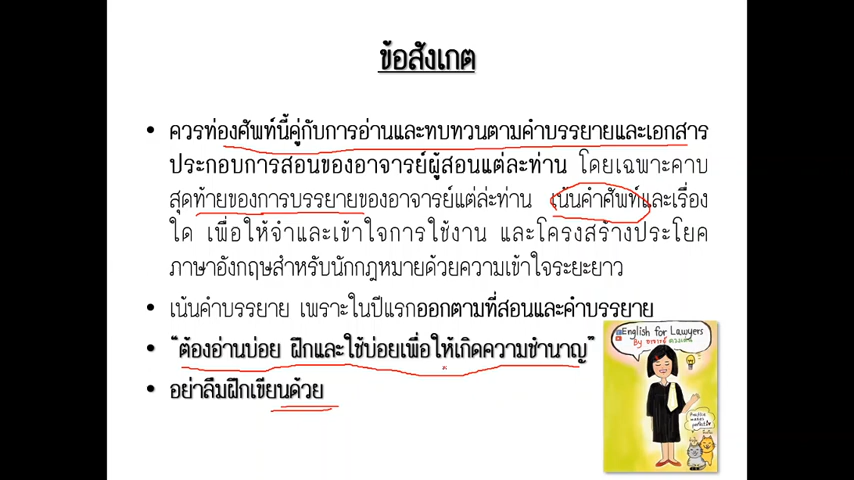 ข้อสังเกต
• ควรท่องศัพท์นี้คู่กับการอ่านและทบทวนตามคำบรรยายและเอกสาร
ประกอบการสอนของอาจารย์ผู้สอนแต่ละท่าน โดยเฉพาะคาบ
สุดท้ายของการบรรยายของอาจารย์แต่ล่ะท่าน เน้นคำศัพท์และเรื่อง
ใด เพื่อให้จำและเข้าใจการใช้งาน และโครงสร้างประโยค
ภาษาอังกฤษสำหรับนักกฎหมายด้วยความเข้าใจระยะยาว
• เน้นคำบรรยาย เพราะในปีแรกออกตามที่สอนและคำบรรยาย
• “ต้องอ่านบ่อย ฝึกและใช้บ่อยเพื่อให้เกิดความชำนาญ”
• อย่าลืมฝึกเขียนด้วย
English for Lawyers
By อาจารย์
Practice
makes
perfect